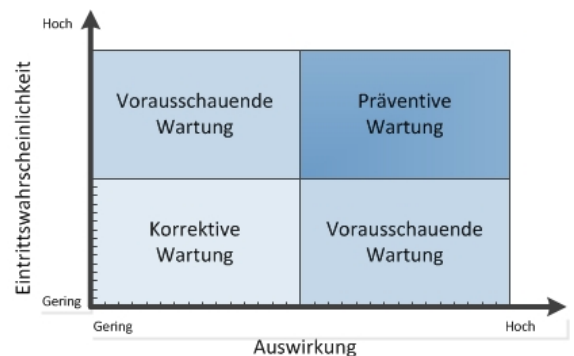 Hoch
Eintrittswahrscheinlichkeit
Vorausschauende
Wartung
Präventive
Wartung
Korrektive
Wartung
Vorausschauende
Wartung
Gering
Gering
Hoch
Auswirkung